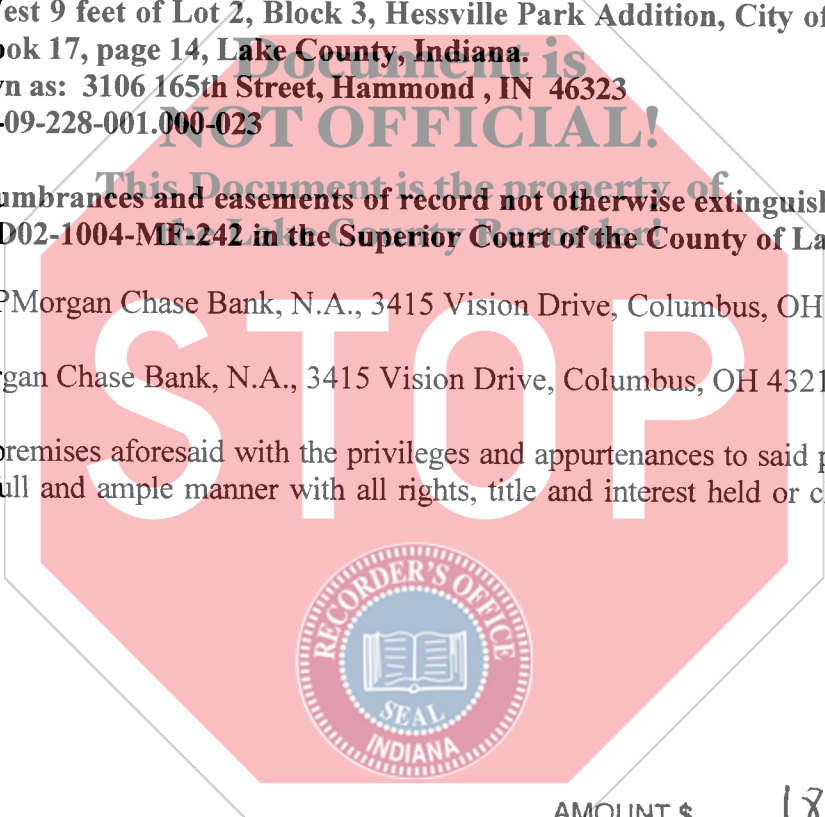 est 9 feet of Lot 2, Block 3, Hessville Park Addition, City of
ok 17, page 14, Lake County, Indiana.
Document is
n as: 3106 165th Street, Hammond , IN 46323
-09-228-001.000-023
NOT OFFICIAL!
This Document is the property of
umbrances and easements of record not otherwise extinguish
the Lake County Recorder!
D02-1004-MF-242 in the Superior Court of the County of La
PMorgan Chase Bank, N.A., 3415 Vision Drive, Columbus, OH
rgan Chase Bank, N.A., 3415 Vision Drive, Columbus, OH 4321
STOP
premises aforesaid with the privileges and appurtenances to said p
ull and ample manner with all rights, title and interest held or c
RECORDER'S OFFICE
SEAL
INDIANA
AMOUNT $ 18